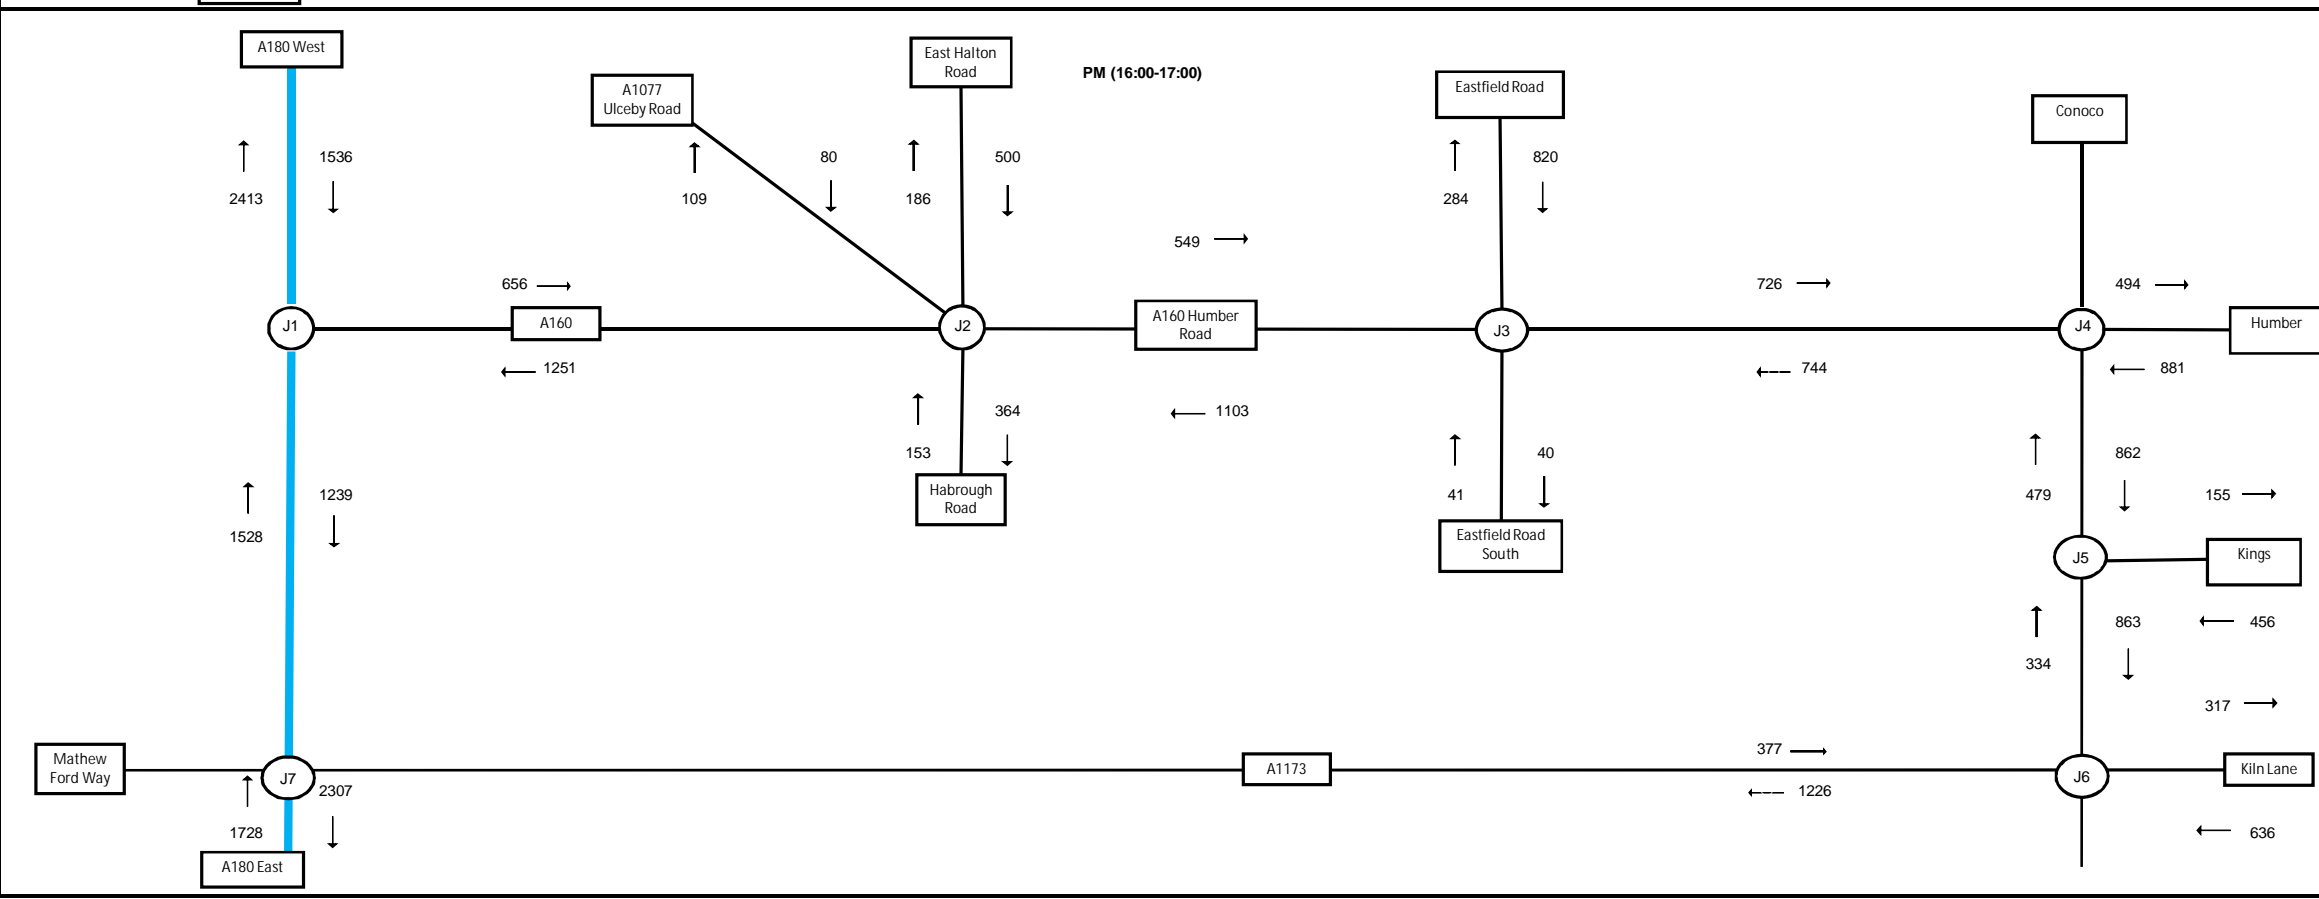 A180 West
East Halton
Road
PM (16:00-17:00)
A1077
Ulceby Road
Eastfield Road
Conoco
1536
80
500
820
2413
109
186
284
549
656
726
494
J1
A160
J2
A160 Humber
Road
J3
J4
Humber
1251
744
881
153
364
1103
41
40
479
862
155
1528
1239
Habrough
Road
Eastfield Road
South
J5
Kings
334
863
456
317
Mathew
Ford Way
J7
2307
1728
A1173
377
1226
J6
Kiln Lane
636
A180 East